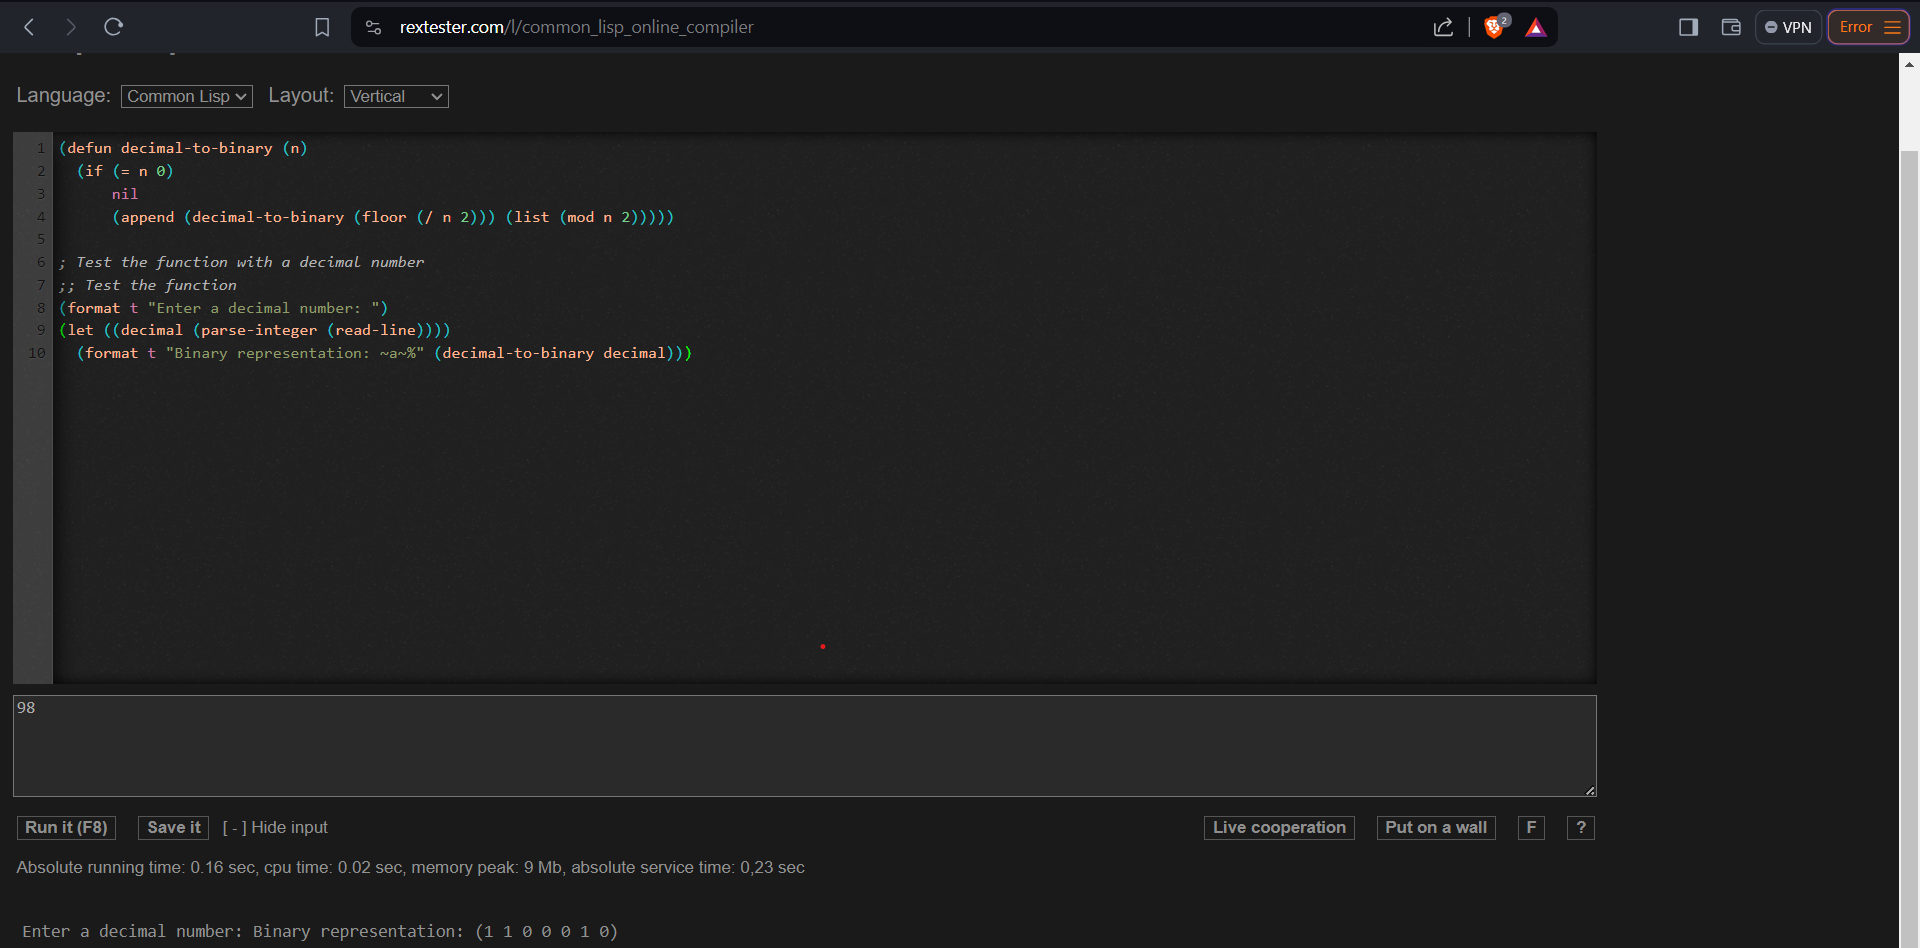 rextester.com/l/common_lisp_online_compiler
2
VPN
Error
Language: Common Lisp Layout: Vertical
1 (defun decimal-to-binary (n)
2 (if (= n 0)
3 nil
4 (append (decimal-to-binary (floor (/ n 2))) (list (mod n 2)))))
5
6 ; Test the function with a decimal number
7 ;; Test the function
8 (format t "Enter a decimal number: ")
9 (let ((decimal (parse-integer (read-line))))
10 (format t "Binary representation: ~a~%" (decimal-to-binary decimal)))
98
Run it (F8) Save it [ - ] Hide input Live cooperation Put on a wall F ?
Absolute running time: 0.16 sec, cpu time: 0.02 sec, memory peak: 9 Mb, absolute service time: 0,23 sec
Enter a decimal number: Binary representation: (1 1 0 0 0 1 0)